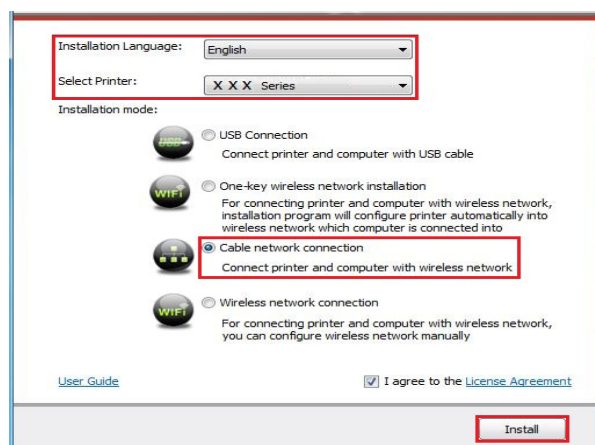 Installation Language: English
Select Printer: X X X Series
Installation mode:
USB Connection
Connect printer and computer with USB cable
WiFi
One-key wireless network installation
For connecting printer and computer with wireless network,
installation program will configure printer automatically into
wireless network which computer is connected into
Cable network connection
Connect printer and computer with wireless network
WiFi
Wireless network connection
For connecting printer and computer with wireless network,
you can configure wireless network manually
User Guide I agree to the License Agreement
Install